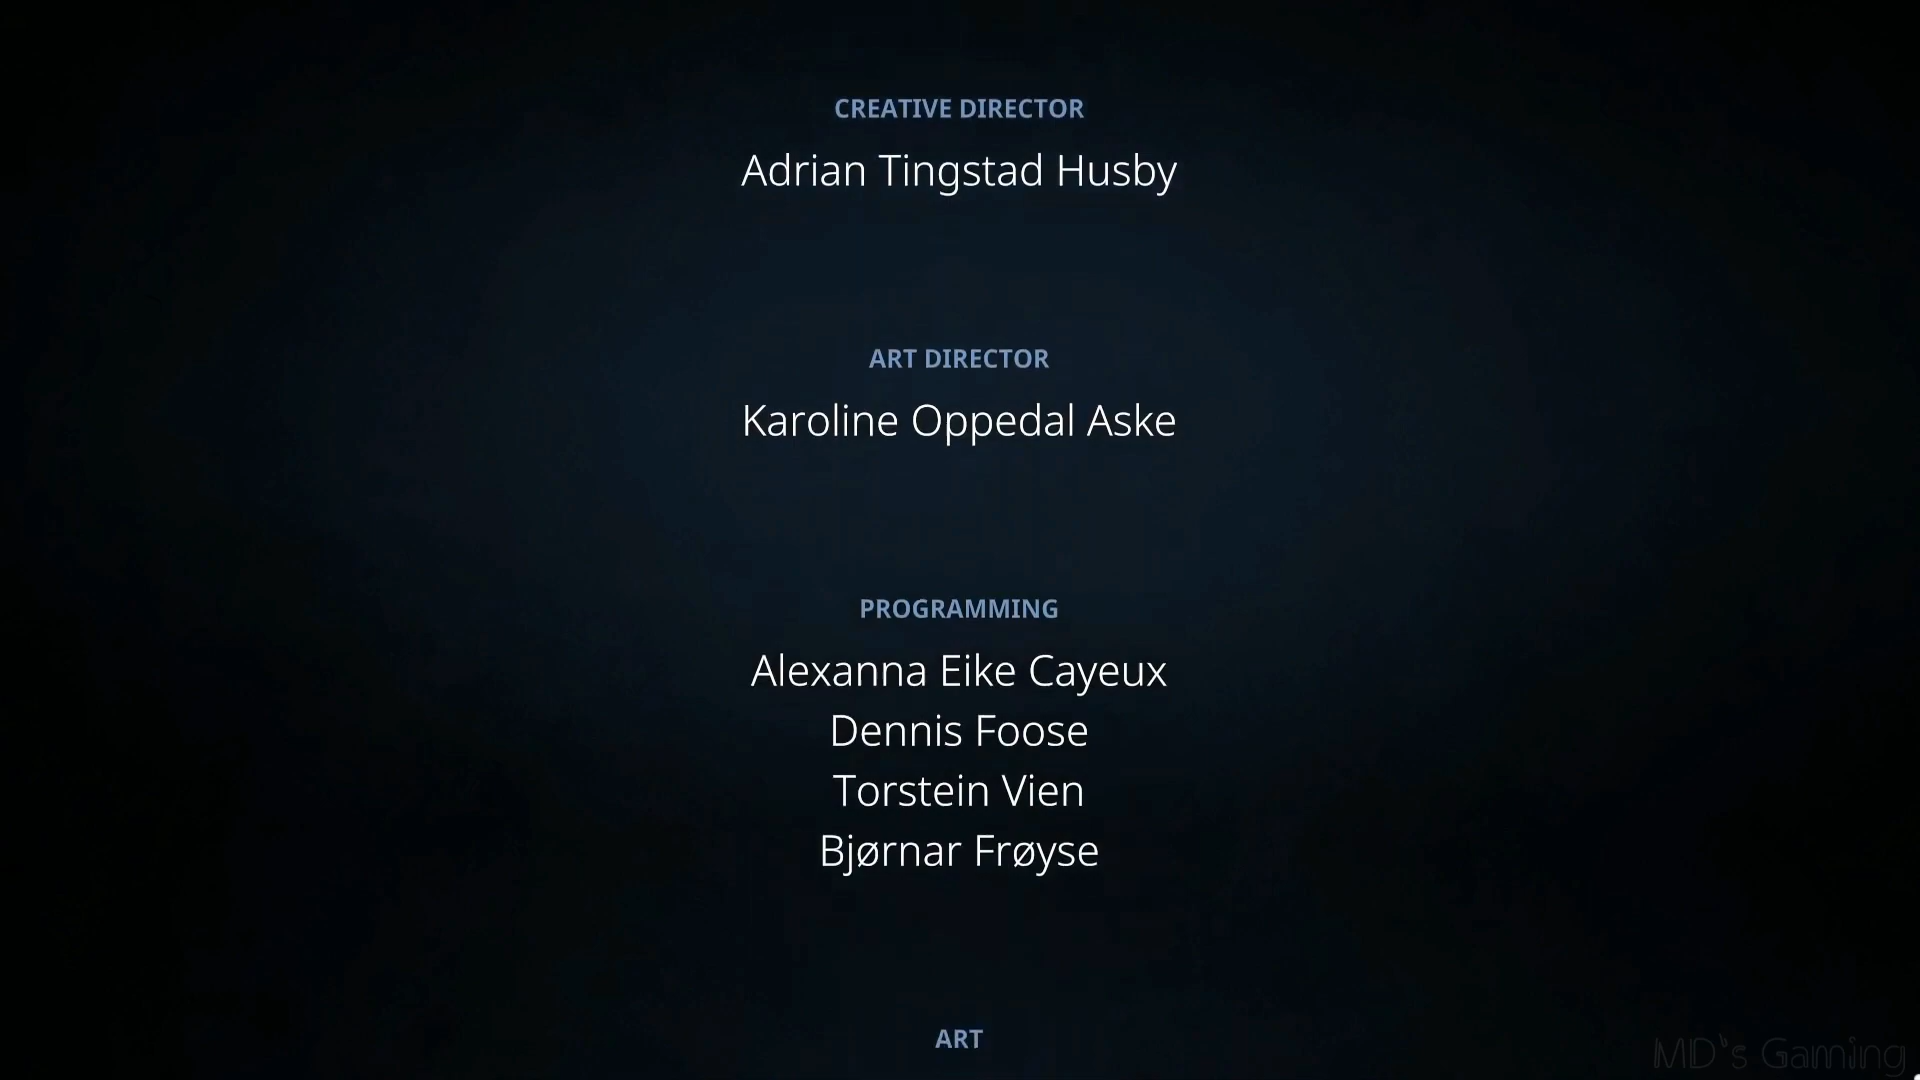 CREATIVE DIRECTOR
Adrian Tingstad Husby
ART DIRECTOR
Karoline Oppedal Aske
PROGRAMMING
Alexanna Eike Cayeux
Dennis Foose
Torstein Vien
Bjørnar Frøyse
ART
MD's Gaming